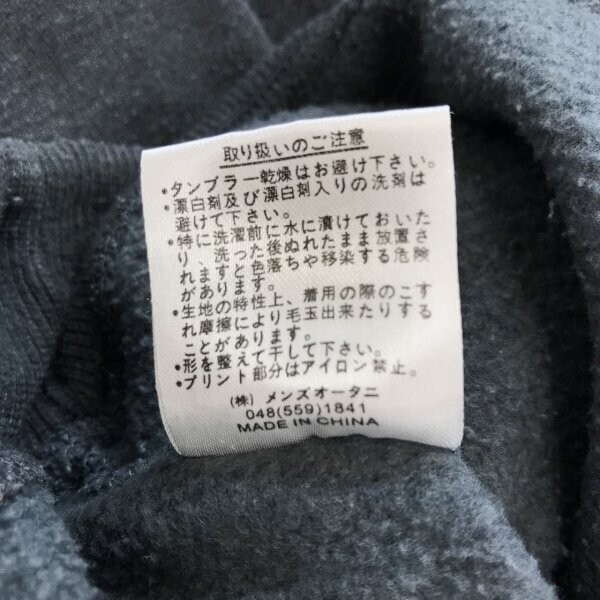 取り扱いのご注意
・タンブラー乾燥はお避け下さい。
・漂白剤及び漂白剤入りの洗剤は
避けて下さい。
・特に洗濯前に水に漬けておいた
り、洗った後ぬれたまま放置さ
れますと色落ちや移染する危険
があります。
・生地の特性上、着用の際のこす
れ摩擦により毛玉出来たりする
ことがあります。
・形を整えて干して下さい。
・プリント部分はアイロン禁止。
(株) メンズオータニ
048(559)1841
MADE IN CHINA